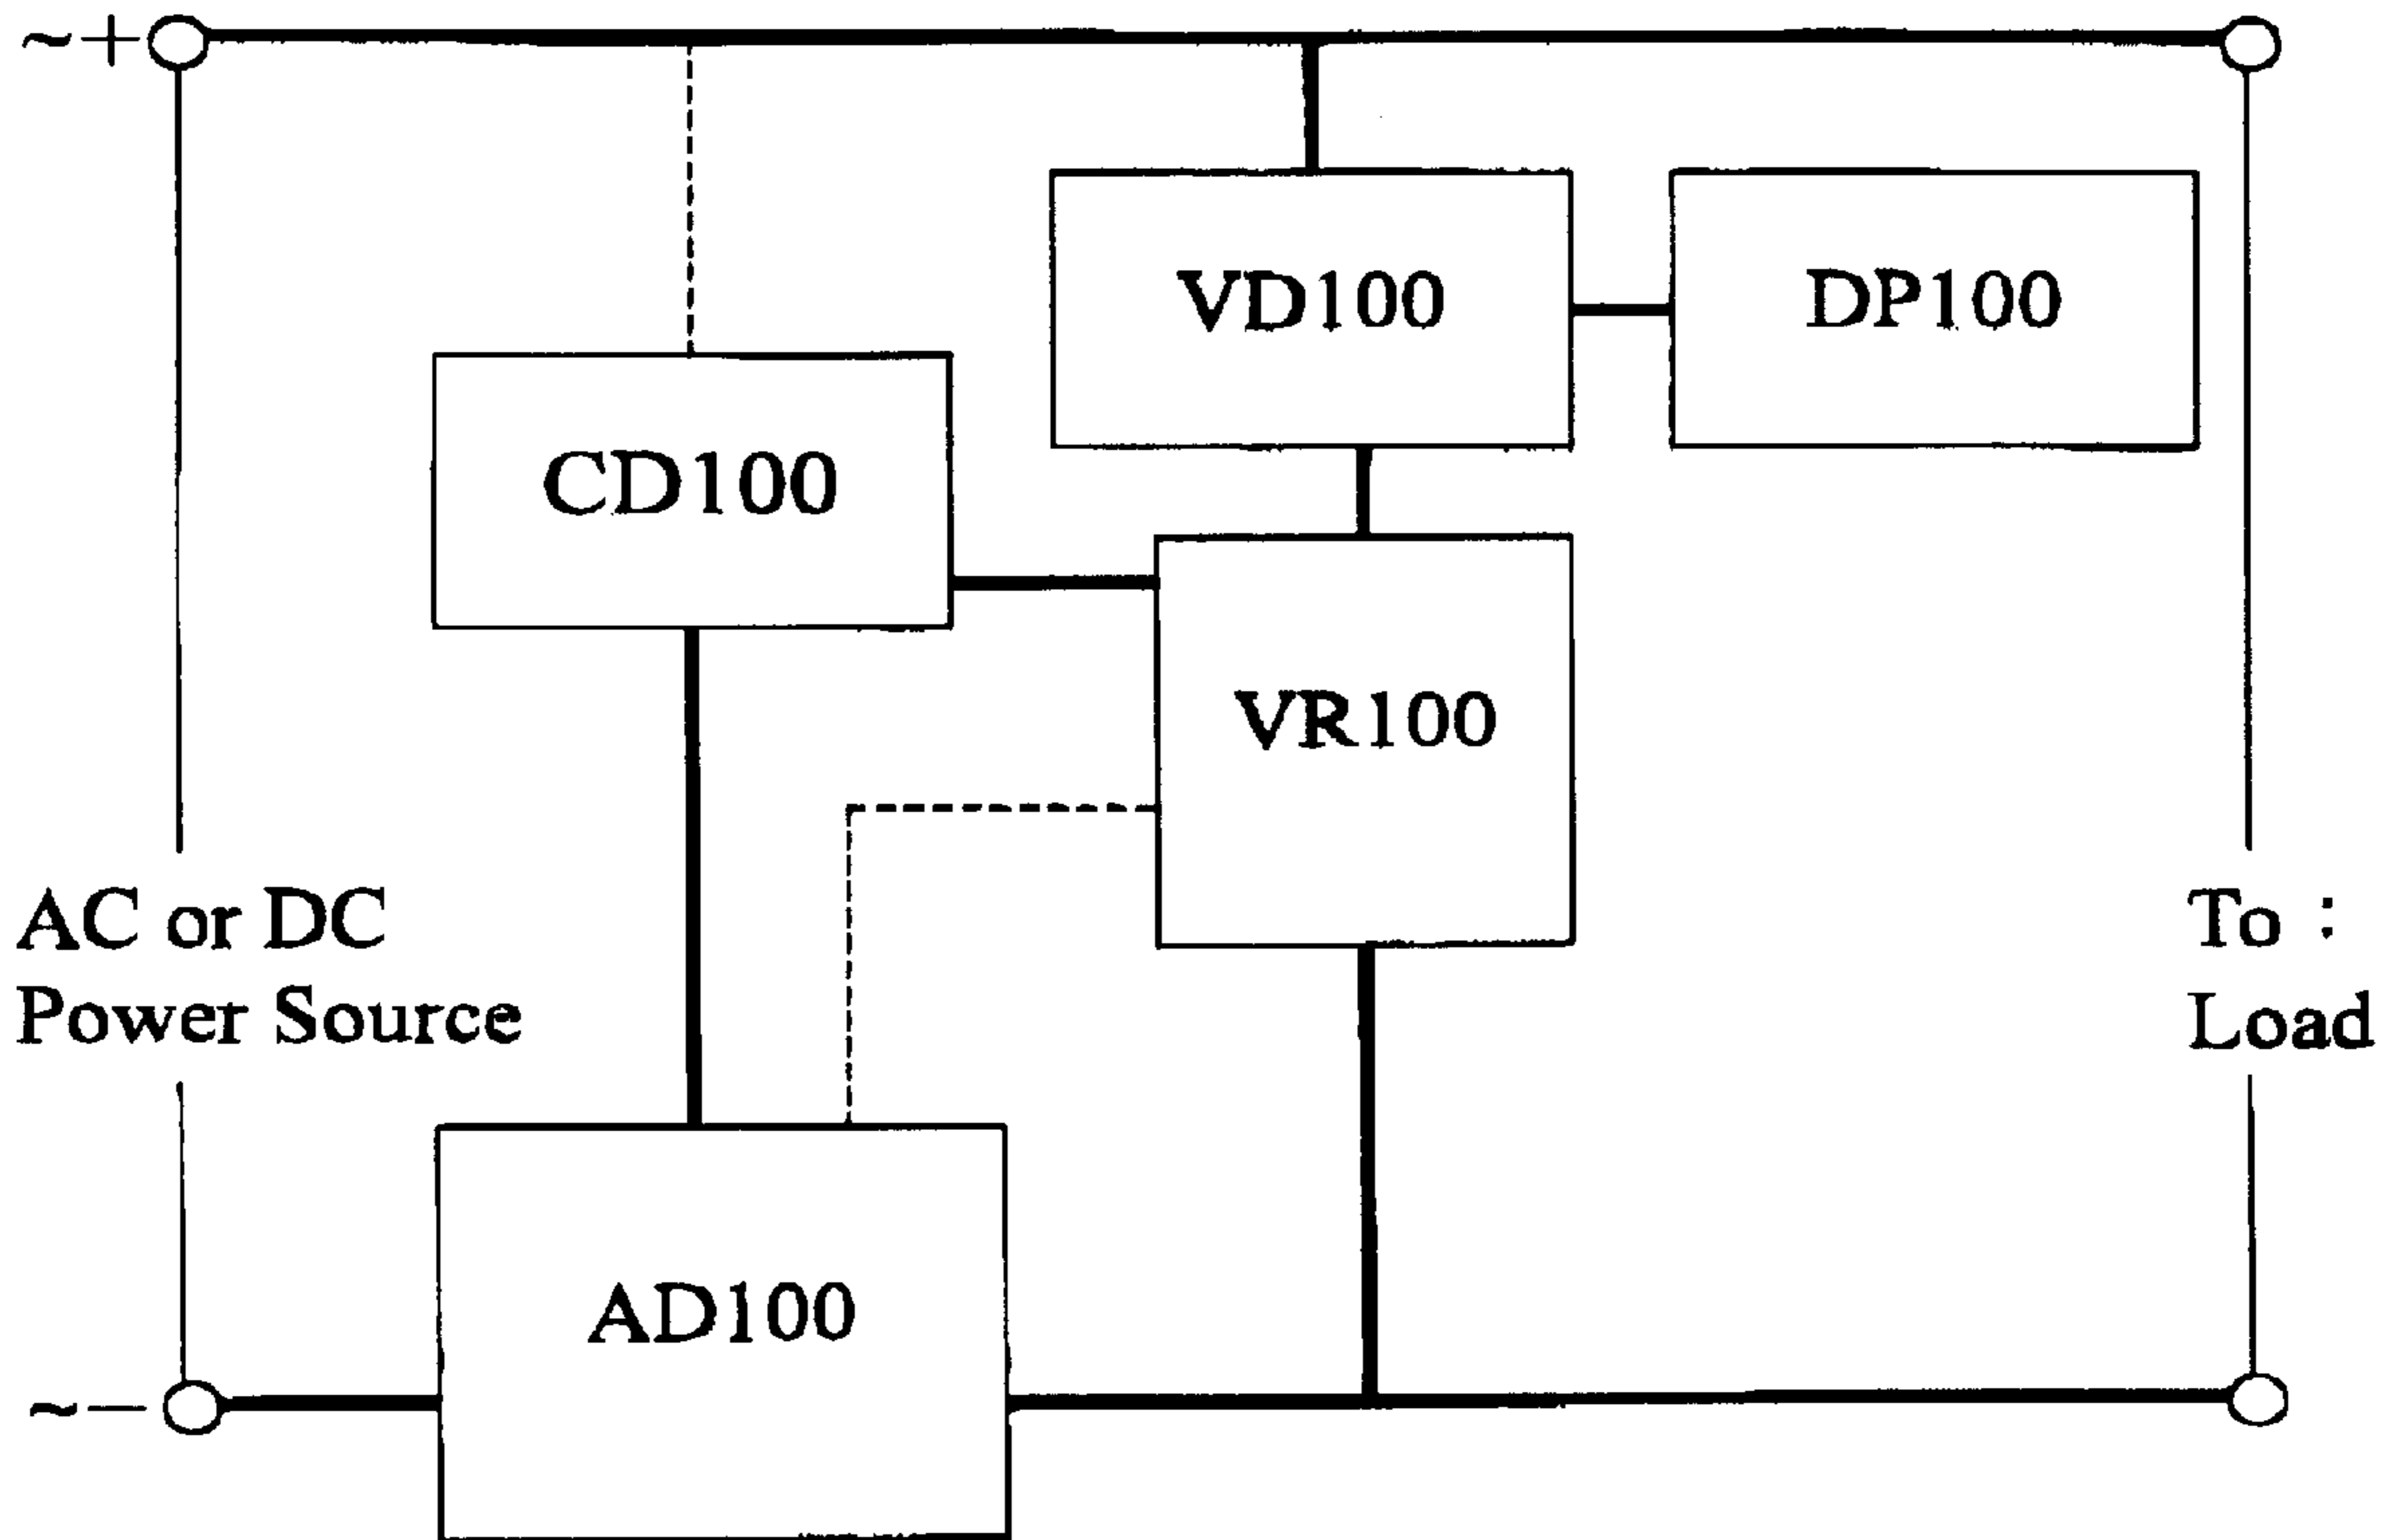 ~+
VD100
DP100
CD100
VR100
AC or DC
Power Source
To :
Load
AD100
~−